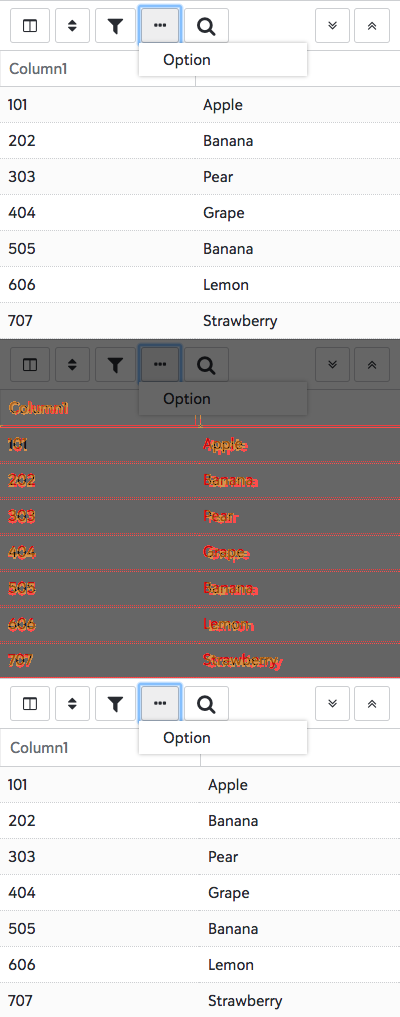 Option
Column1
101 Apple
202 Banana
303 Pear
404 Grape
505 Banana
606 Lemon
707 Strawberry
Option
Column1
101 Apple
202 Banana
303 Pear
404 Grape
505 Banana
606 Lemon
707 Strawberry
Option
Column1
101 Apple
202 Banana
303 Pear
404 Grape
505 Banana
606 Lemon
707 Strawberry